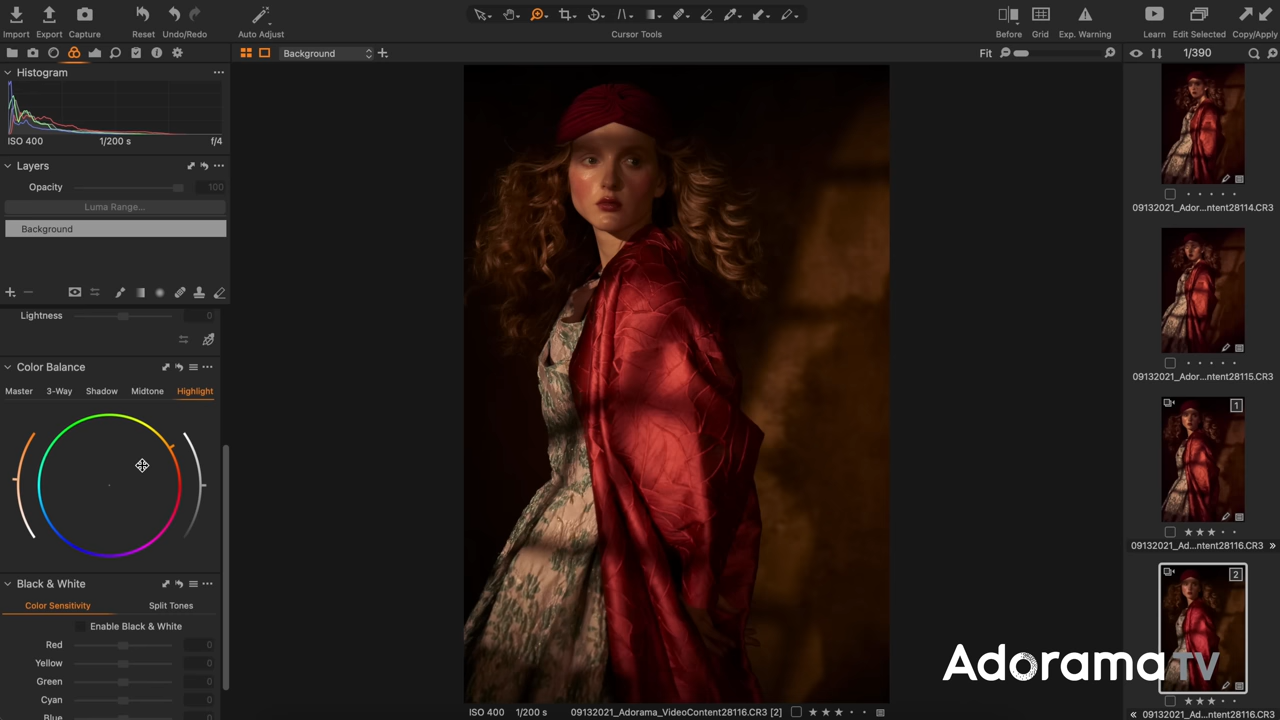 Import Export Capture Reset Undo/Redo Auto Adjust Cursor Tools Before Grid Exp. Warning Learn Edit Selected Copy/Apply
Background Fit 1/390
Histogram
ISO 400 1/200 s f/4
Layers
Opacity 100
Luma Range...
Background
Lightness 0
Color Balance
Master 3-Way Shadow Midtone Highlight
Black & White
Color Sensitivity Split Tones
Enable Black & White
Red 0
Yellow 0
Green 0
Cyan 0
Blue
ISO 400 1/200 s 09132021_Adorama_VideoContent28116.CR3 [2]
09132021_Ador...ntent28114.CR3
09132021_Ador...ntent28115.CR3
1
09132021_Ad...ntent28116.CR3 »
2
« 09132021_Ad...ntent28116.CR3
Adorama TV